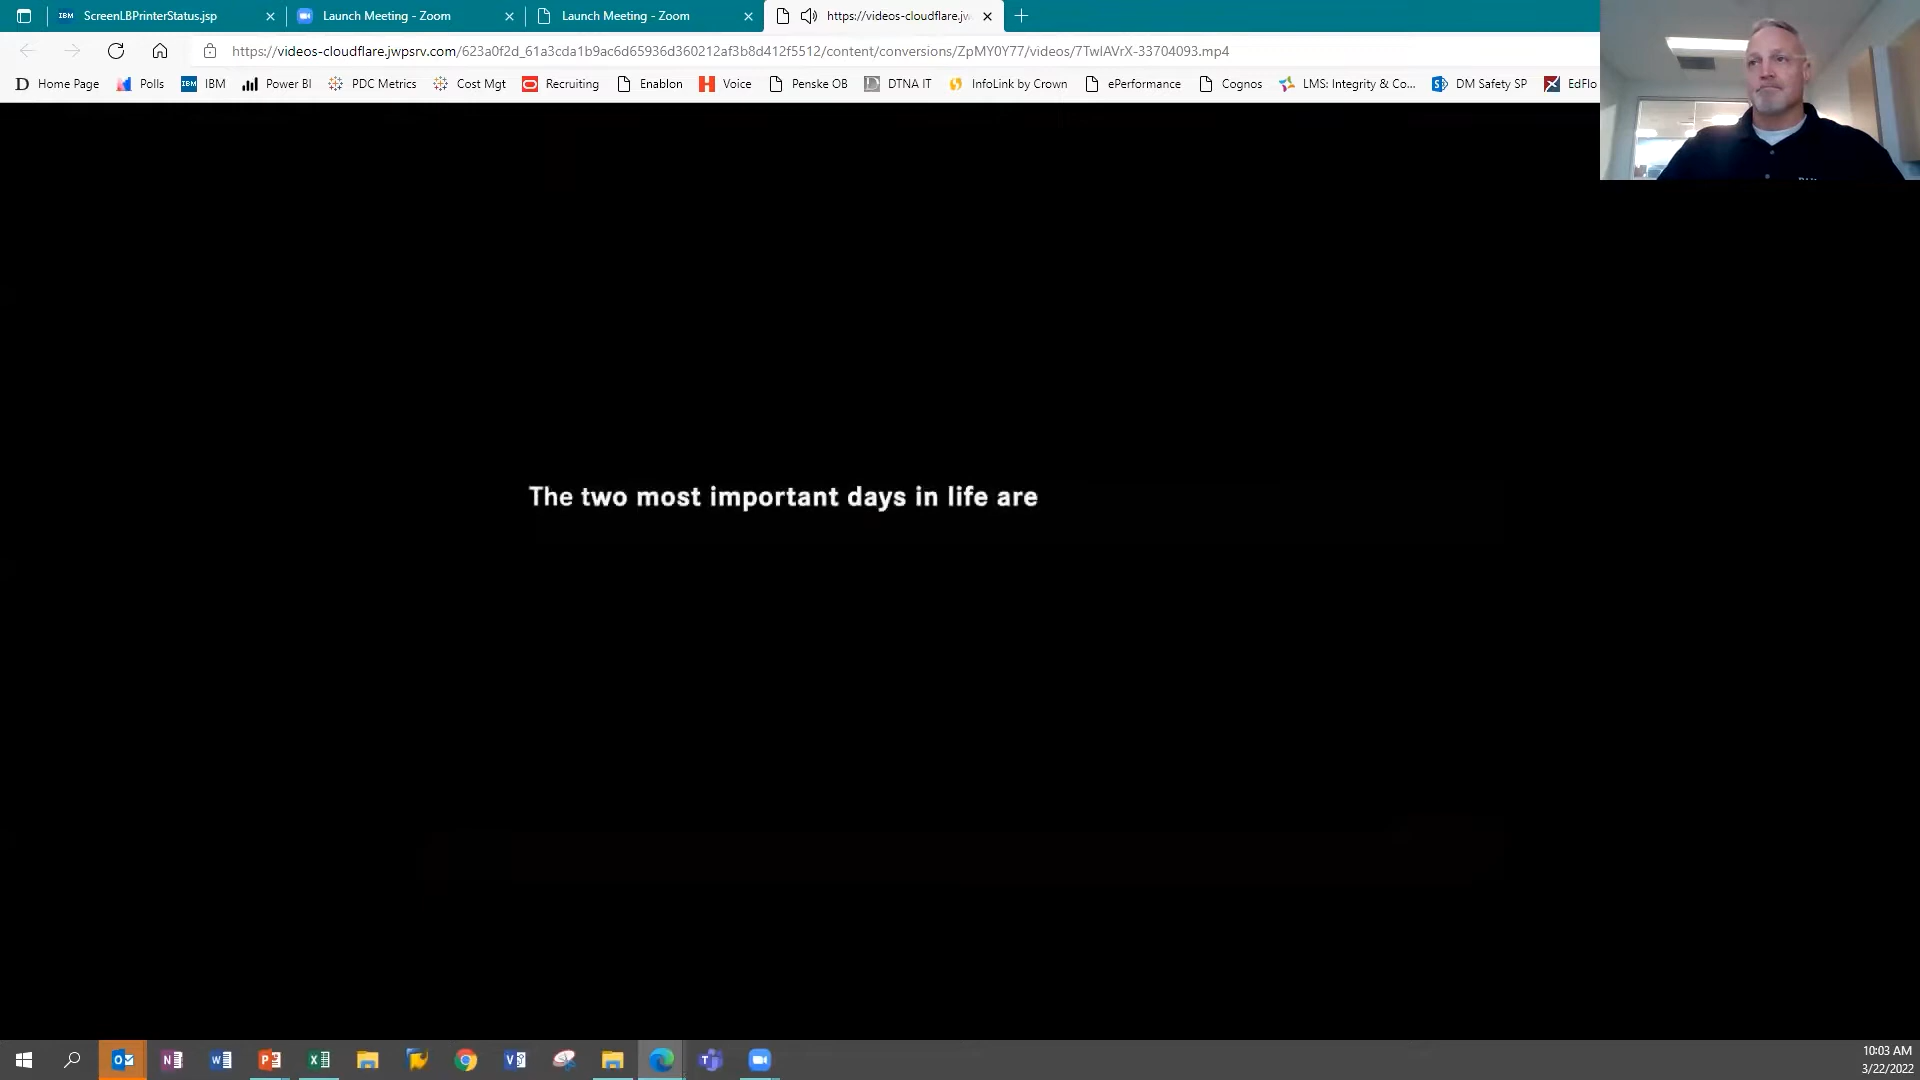 ScreenLBPrinterStatus.jsp
Launch Meeting - Zoom
Launch Meeting - Zoom
https://videos-cloudflare.jw
https://videos-cloudflare.jwpsrv.com/623a0f2d_61a3cda1b9ac6d65936d360212af3b8d412f5512/content/conversions/ZpMY0Y77/videos/7TwIAVrX-33704093.mp4
Home Page Polls IBM IBM Power BI PDC Metrics Cost Mgt Recruiting Enablon Voice Penske OB DTNA IT InfoLink by Crown ePerformance Cognos LMS: Integrity & Co... DM Safety SP EdFlo
The two most important days in life are
10:03 AM
3/22/2022